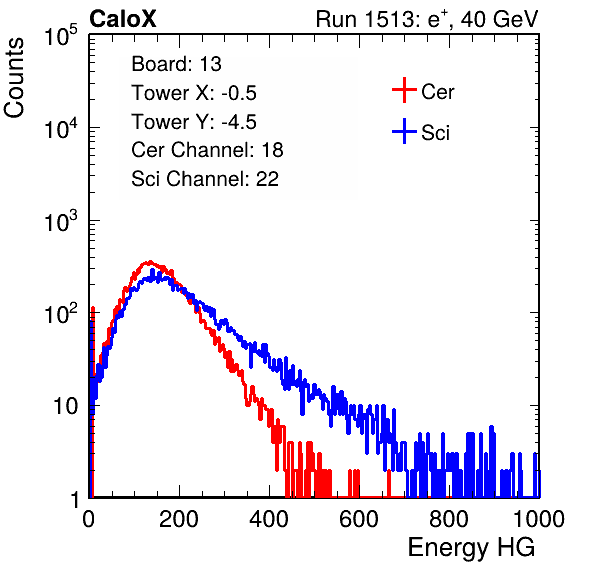 CaloX Run 1513: e⁺, 40 GeV
Counts
Board: 13
Tower X: -0.5
Tower Y: -4.5
Cer Channel: 18
Sci Channel: 22
Cer
Sci
10⁵
10⁴
10³
10²
10
1
0 200 400 600 800 1000
Energy HG